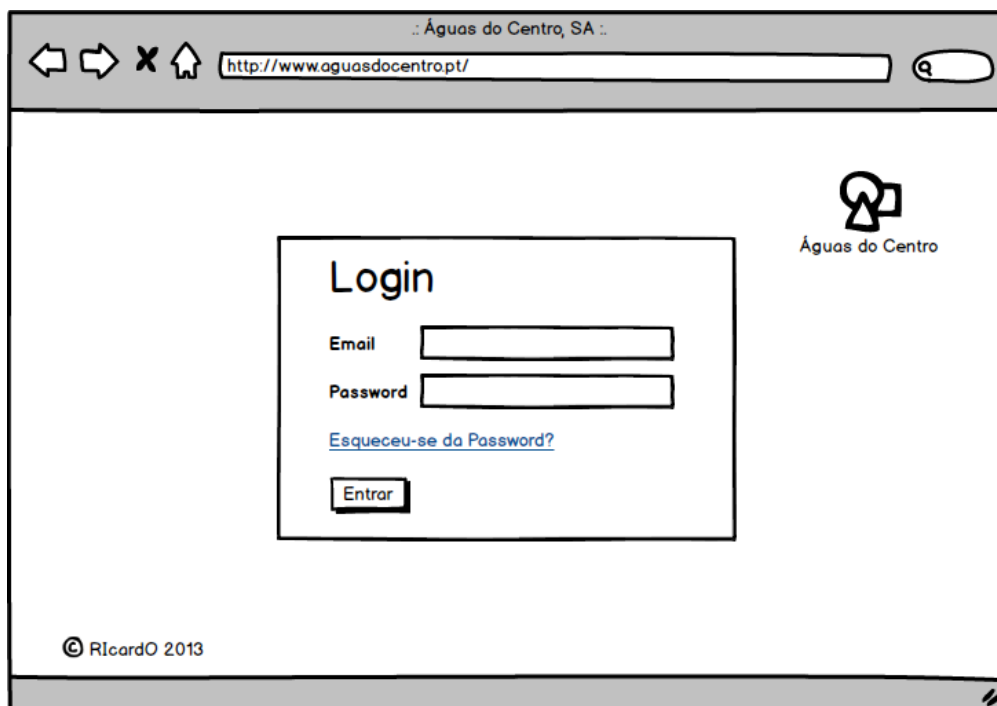 .: Águas do Centro, SA :.
http://www.aguasdocentro.pt/
Águas do Centro
Login
Email
Password
Esqueceu-se da Password?
Entrar
© RIcardO 2013